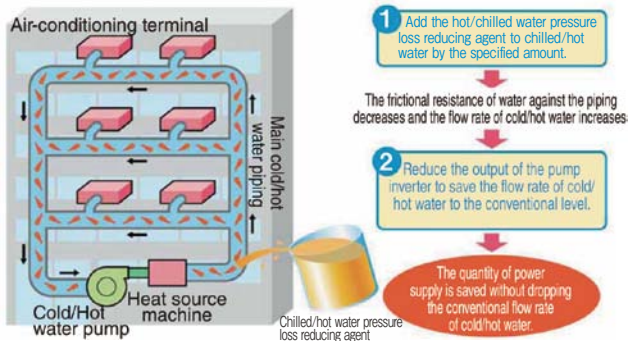 Air-conditioning terminal
Main cold/hot
water piping
Cold/Hot
water pump
Heat source
machine
Chilled/hot water pressure
loss reducing agent
1
Add the hot/chilled water pressure
loss reducing agent to chilled/hot
water by the specified amount.
The frictional resistance of water against the piping
decreases and the flow rate of cold/hot water increases
2
Reduce the output of the pump
inverter to save the flow rate of cold/
hot water to the conventional level.
The quantity of power
supply is saved without dropping
the conventional flow rate
of cold/hot water.